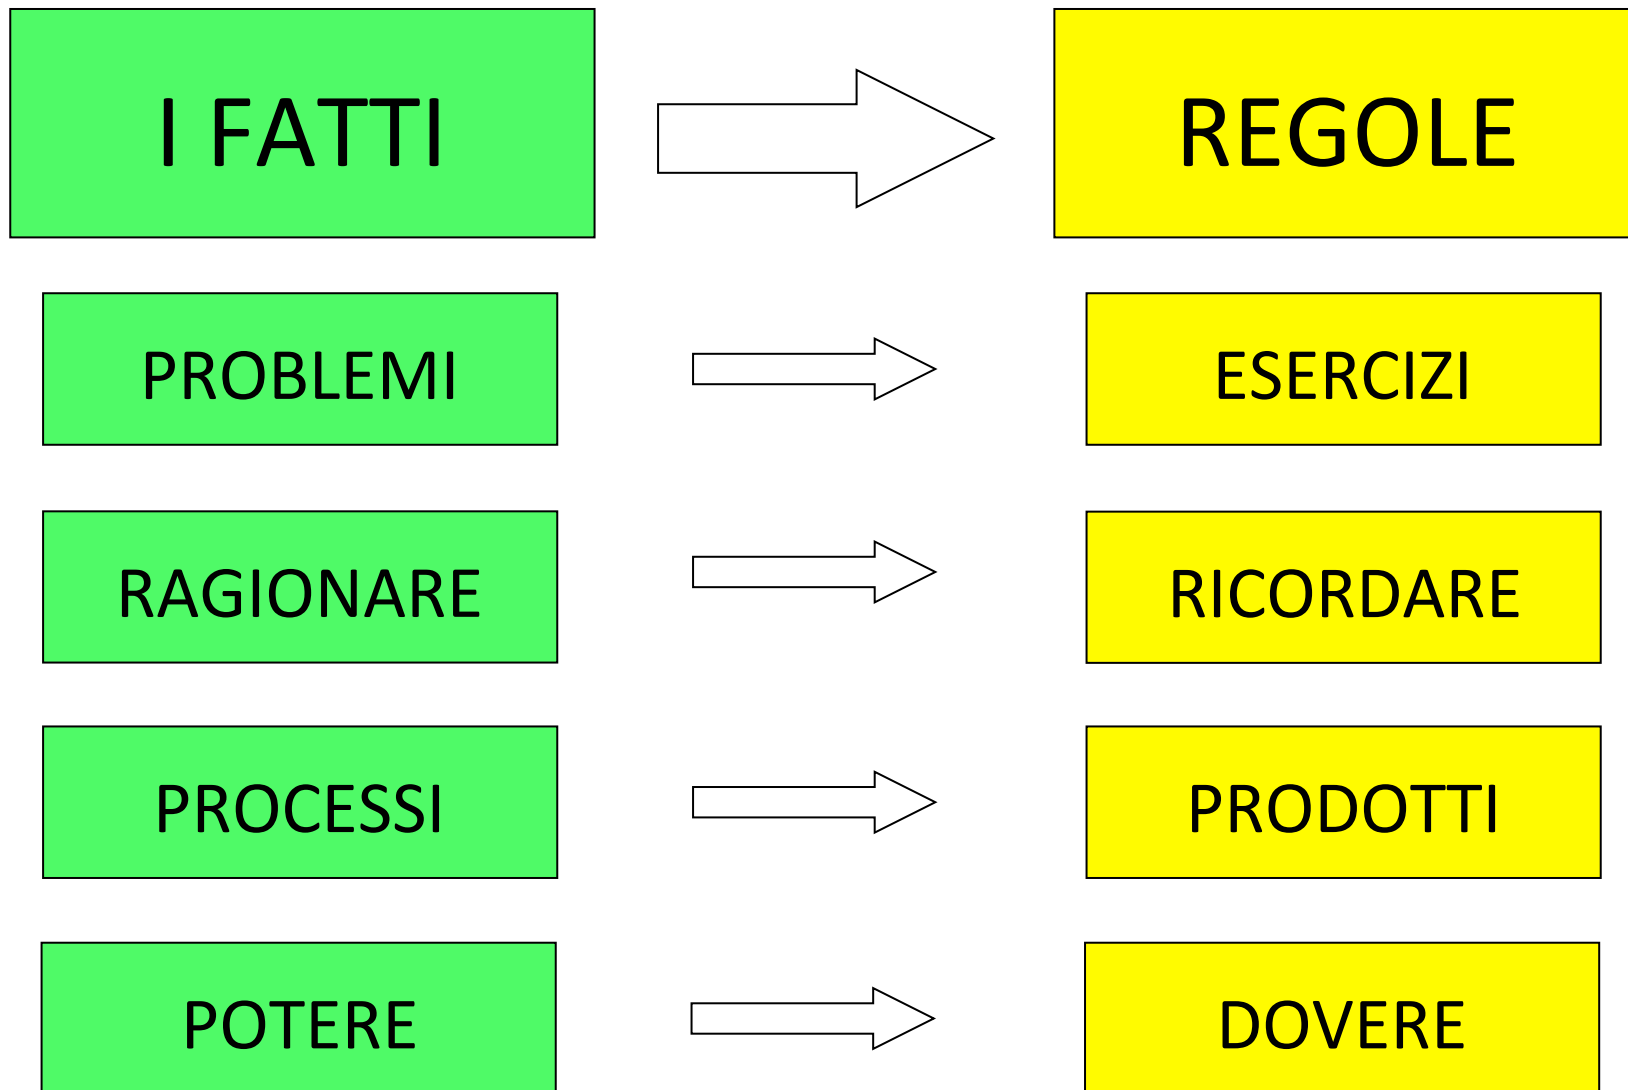 I FATTI
REGOLE
PROBLEMI
ESERCIZI
RAGIONARE
RICORDARE
PROCESSI
PRODOTTI
POTERE
DOVERE